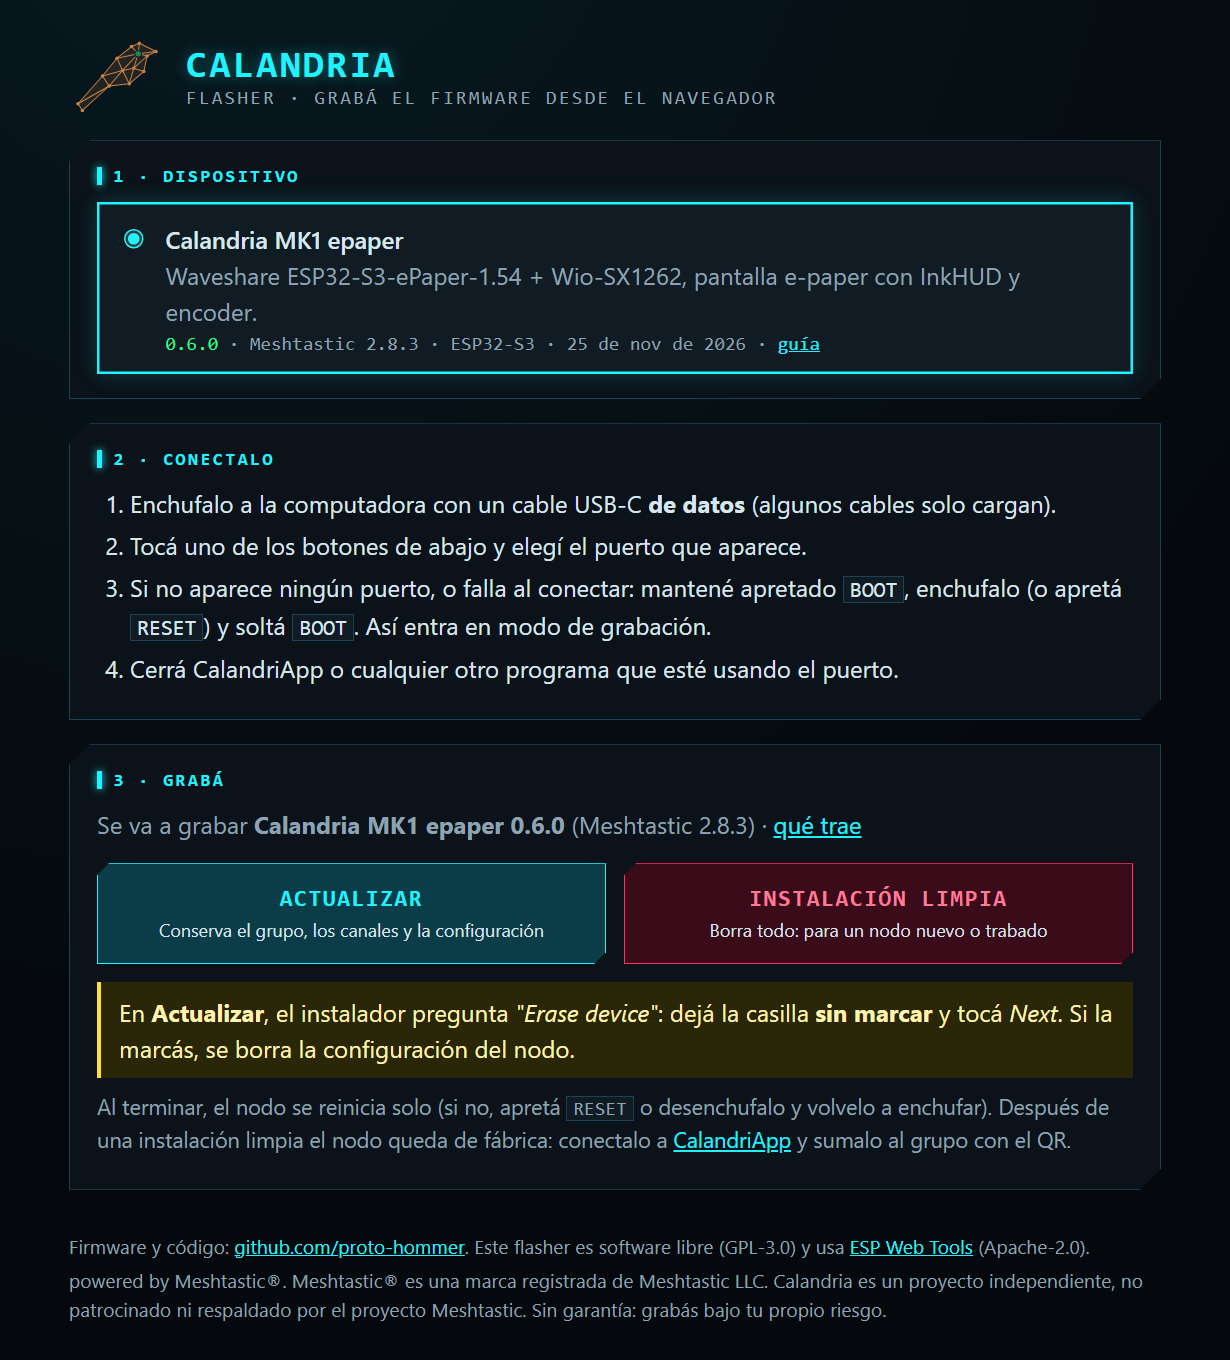 CALANDRIA
FLASHER · GRABÁ EL FIRMWARE DESDE EL NAVEGADOR
1 · DISPOSITIVO
Calandria MK1 epaper
Waveshare ESP32-S3-ePaper-1.54 + Wio-SX1262, pantalla e-paper con InkHUD y
encoder.
0.6.0 · Meshtastic 2.8.3 · ESP32-S3 · 25 de nov de 2026 · guía
2 · CONECTALO
1. Enchufalo a la computadora con un cable USB-C de datos (algunos cables solo cargan).
2. Tocá uno de los botones de abajo y elegí el puerto que aparece.
3. Si no aparece ningún puerto, o falla al conectar: mantené apretado BOOT, enchufalo (o apretá
RESET) y soltá BOOT. Así entra en modo de grabación.
4. Cerrá CalandriApp o cualquier otro programa que esté usando el puerto.
3 · GRABÁ
Se va a grabar Calandria MK1 epaper 0.6.0 (Meshtastic 2.8.3) · qué trae
ACTUALIZAR
Conserva el grupo, los canales y la configuración
INSTALACIÓN LIMPIA
Borra todo: para un nodo nuevo o trabado
En Actualizar, el instalador pregunta "Erase device": dejá la casilla sin marcar y tocá Next. Si la
marcás, se borra la configuración del nodo.
Al terminar, el nodo se reinicia solo (si no, apretá RESET o desenchufalo y volvelo a enchufar). Después de
una instalación limpia el nodo queda de fábrica: conectalo a CalandriApp y sumalo al grupo con el QR.
Firmware y código: github.com/proto-hommer. Este flasher es software libre (GPL-3.0) y usa ESP Web Tools (Apache-2.0).
powered by Meshtastic®. Meshtastic® es una marca registrada de Meshtastic LLC. Calandria es un proyecto independiente, no
patrocinado ni respaldado por el proyecto Meshtastic. Sin garantía: grabás bajo tu propio riesgo.